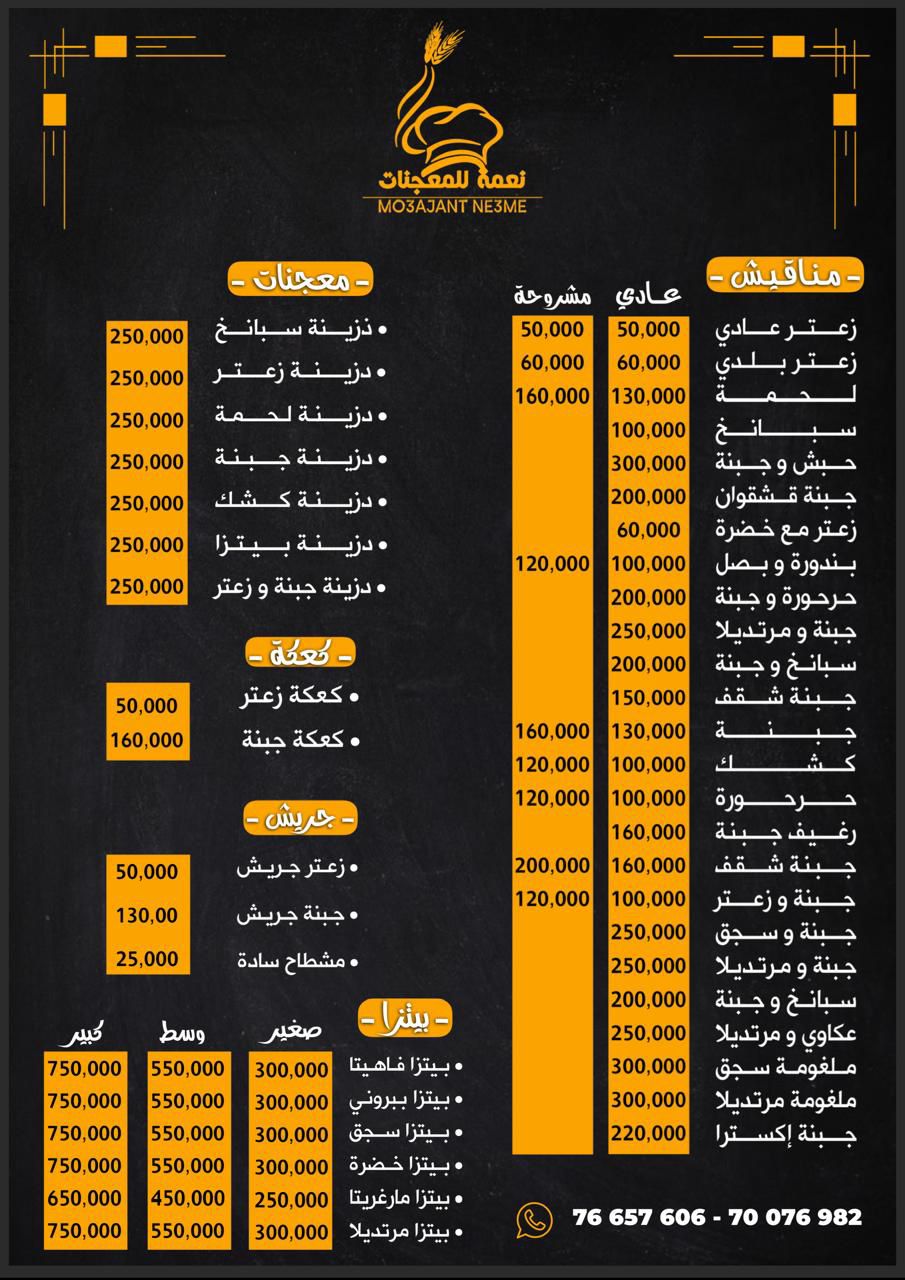 نعمة للمعجنات
MO3AJANT NE3ME
- مناقيش -
عادي مشروحة
زعتر عادي 50,000 50,000
زعتر بلدي 60,000 60,000
لحمة 130,000 160,000
سبانخ 100,000
حبش و جبنة 300,000
جبنة قشقوان 200,000
زعتر مع خضرة 60,000
بندورة و بصل 100,000 120,000
حرحورة و جبنة 200,000
جبنة و مرتديلا 250,000
سبانخ و جبنة 200,000
جبنة شقف 150,000
جبنة 130,000 160,000
كشك 100,000 120,000
حرحورة 100,000 120,000
رغيف جبنة 160,000
جبنة شقف 160,000 200,000
جبنة و زعتر 100,000 120,000
جبنة و سجق 250,000
جبنة و مرتديلا 250,000
سبانخ و جبنة 200,000
عكاوي و مرتديلا 250,000
ملغومة سجق 300,000
ملغومة مرتديلا 300,000
جبنة إكسترا 220,000
- معجنات -
• ذزينة سبانخ 250,000
• دزينة زعتر 250,000
• دزينة لحمة 250,000
• دزينة جبنة 250,000
• دزينة كشك 250,000
• دزينة بيتزا 250,000
• دزينة جبنة و زعتر 250,000
- كعكة -
• كعكة زعتر 50,000
• كعكة جبنة 160,000
- جريش -
• زعتر جريش 50,000
• جبنة جريش 130,00
• مشطاح سادة 25,000
- بيتزا -
صغير وسط كبير
• بيتزا فاهيتا 300,000 550,000 750,000
• بيتزا ببروني 300,000 550,000 750,000
• بيتزا سجق 300,000 550,000 750,000
• بيتزا خضرة 300,000 550,000 750,000
• بيتزا مارغريتا 250,000 450,000 650,000
• بيتزا مرتديلا 300,000 550,000 750,000
76 657 606 - 70 076 982